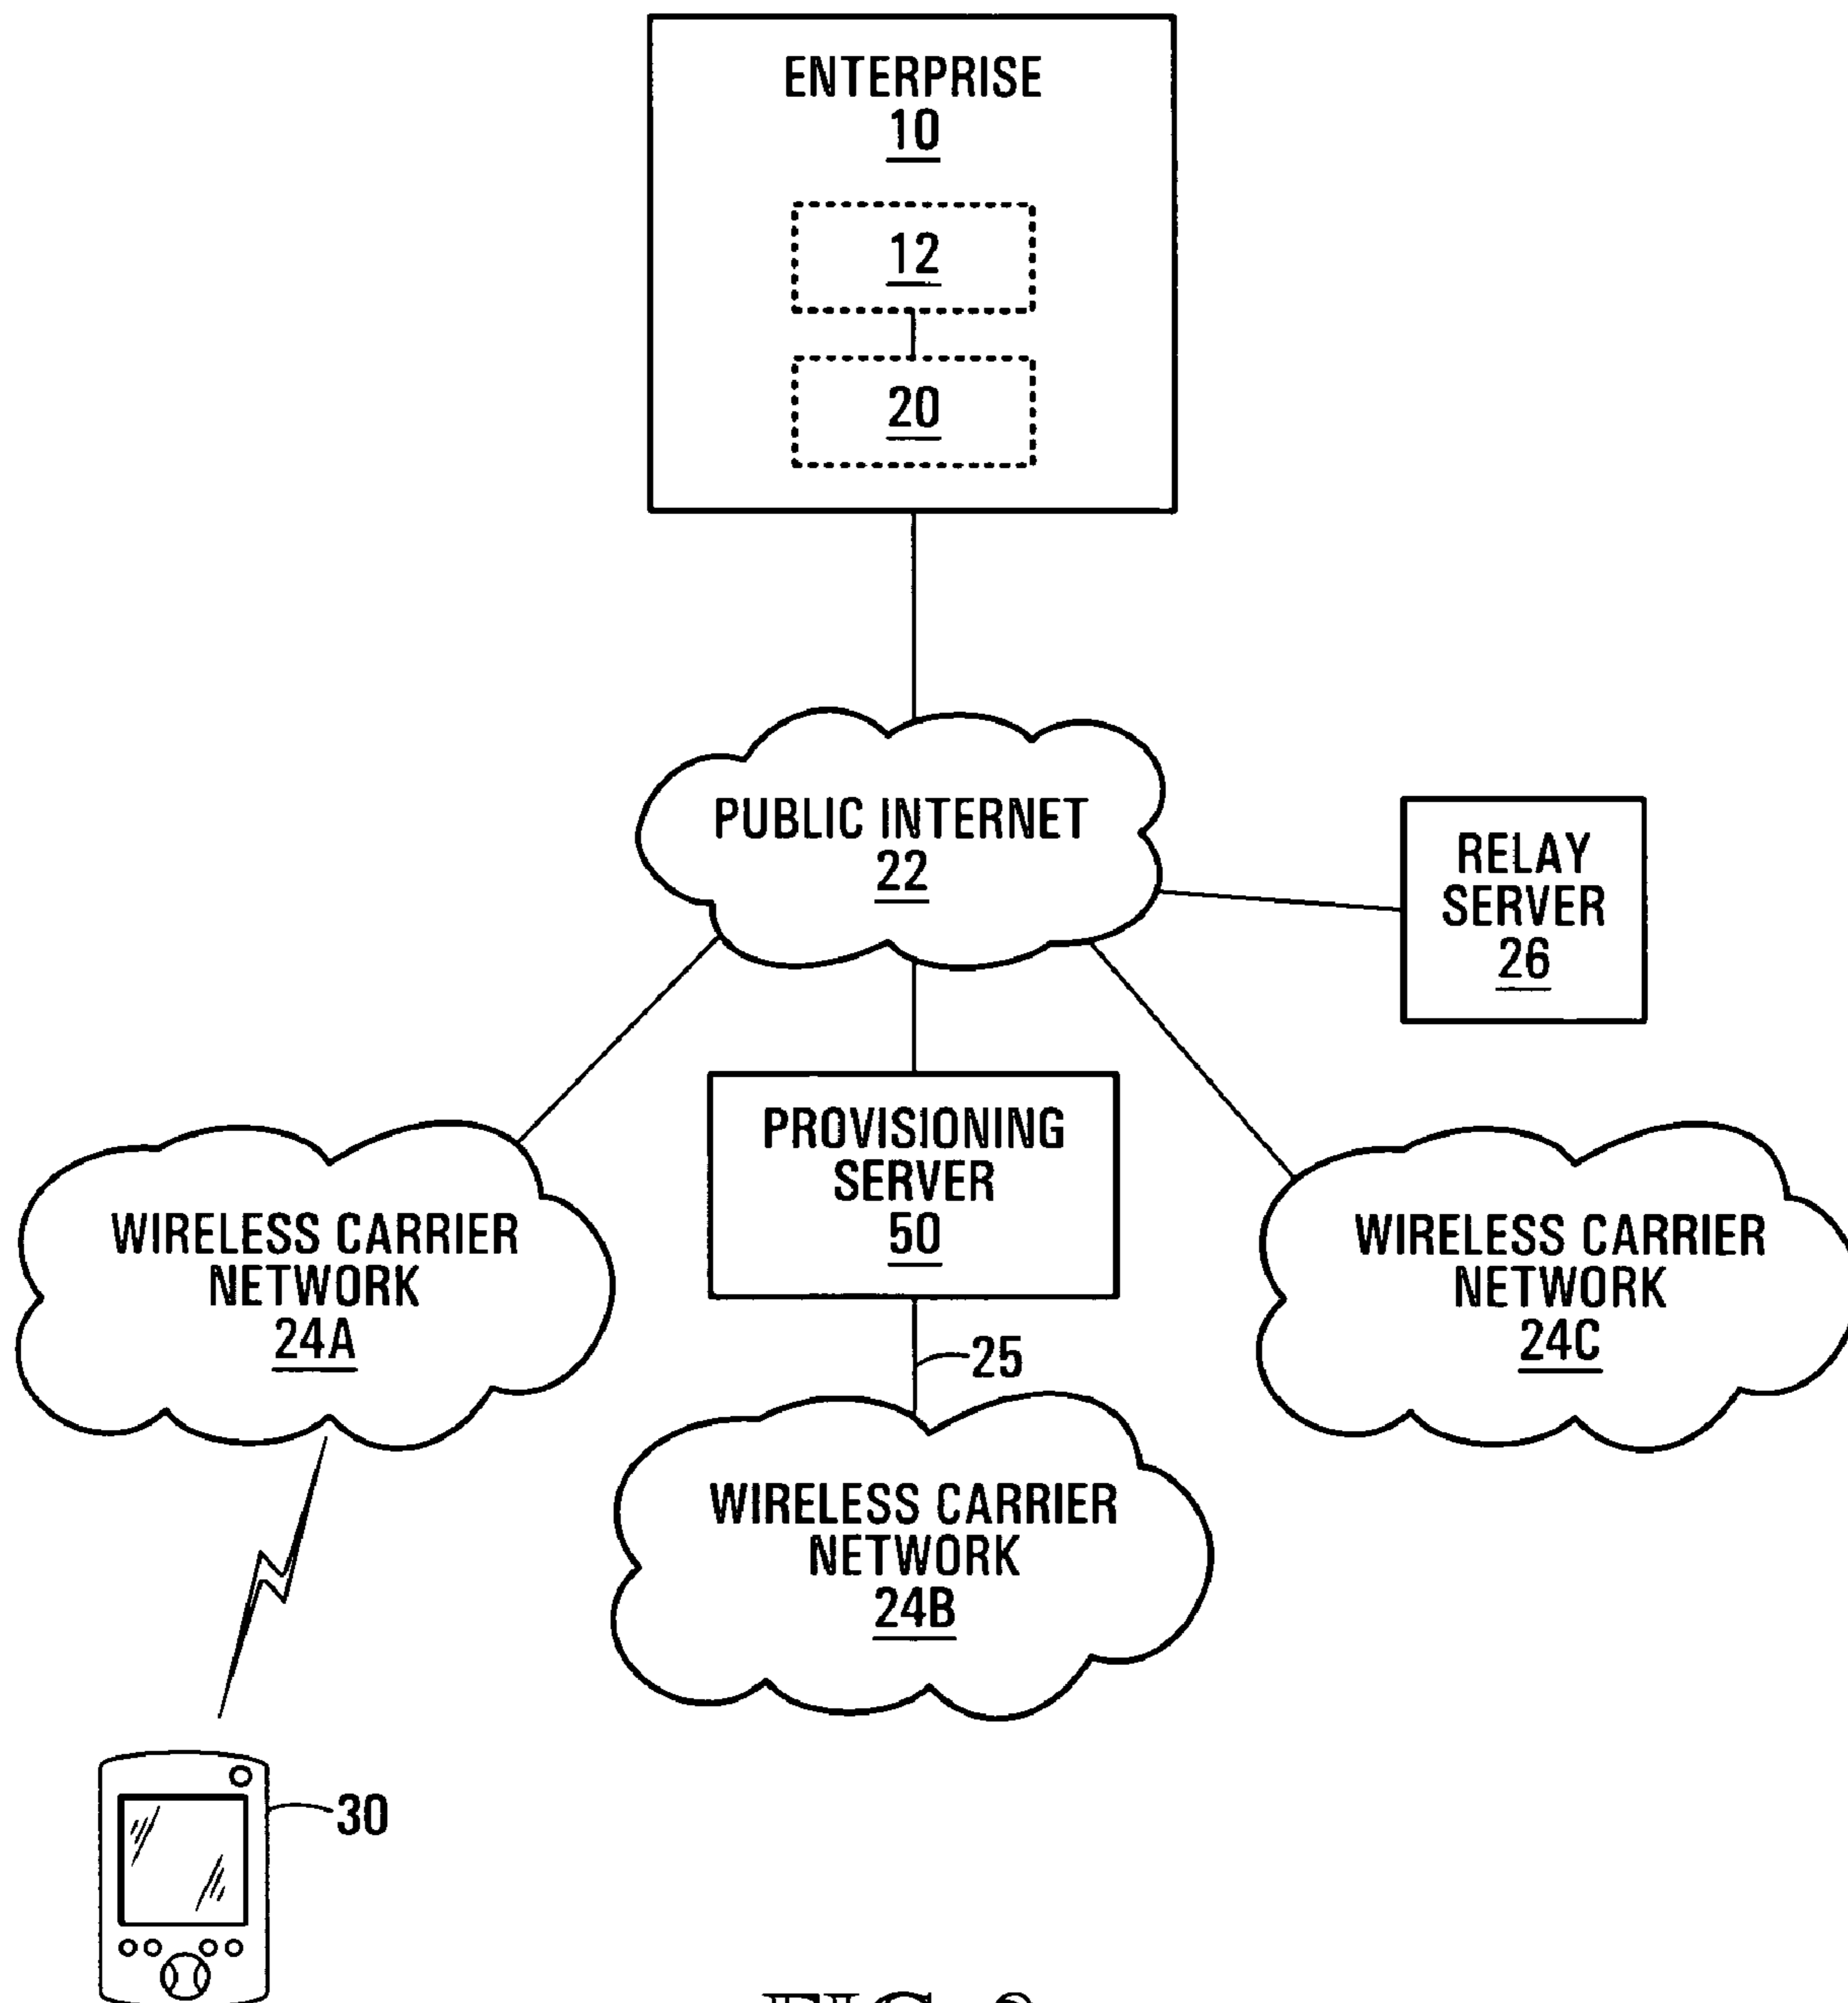 ENTERPRISE
10
12
20
PUBLIC INTERNET
22
RELAY
SERVER
26
PROVISIONING
SERVER
50
WIRELESS CARRIER
NETWORK
24A
WIRELESS CARRIER
NETWORK
24C
25
WIRELESS CARRIER
NETWORK
24B
30